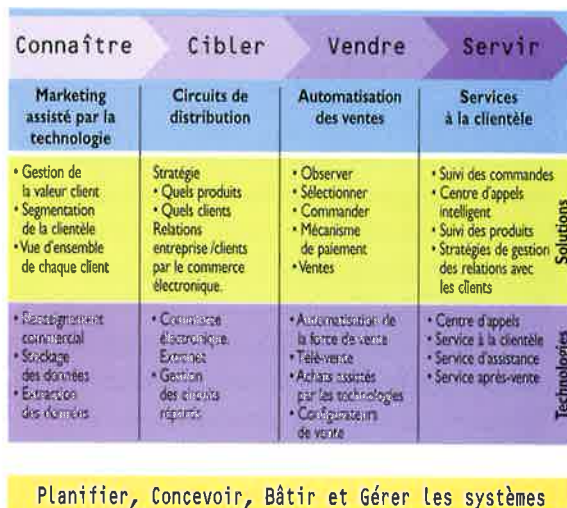 Connaître
Cibler
Vendre
Servir
Marketing
assisté par la
technologie
Circuits de
distribution
Automatisation
des ventes
Services
à la clientèle
• Gestion de
la valeur client
• Segmentation
de la clientèle
• Vue d'ensemble
de chaque client
Stratégie
• Quels produits
• Quels clients
Relations
entreprise/clients
par le commerce
électronique.
• Observer
• Sélectionner
• Commander
• Mécanisme
de paiement
• Ventes
• Suivi des commandes
• Centre d'appels
intelligent
• Suivi des produits
• Stratégies de gestion
des relations avec
les clients
Solutions
• Renseignement
commercial
• Stockage
des données
• Extraction
des données
• Commerce
électronique.
Extranet
• Gestion
des circuits
• Automatisation de
la force de vente
• Télé-vente
• Achats assistés
par les technologies
• Configurateurs
de vente
• Centre d'appels
• Service à la clientèle
• Service d'assistance
• Service après-vente
Technologies
Planifier, Concevoir, Bâtir et Gérer les systèmes